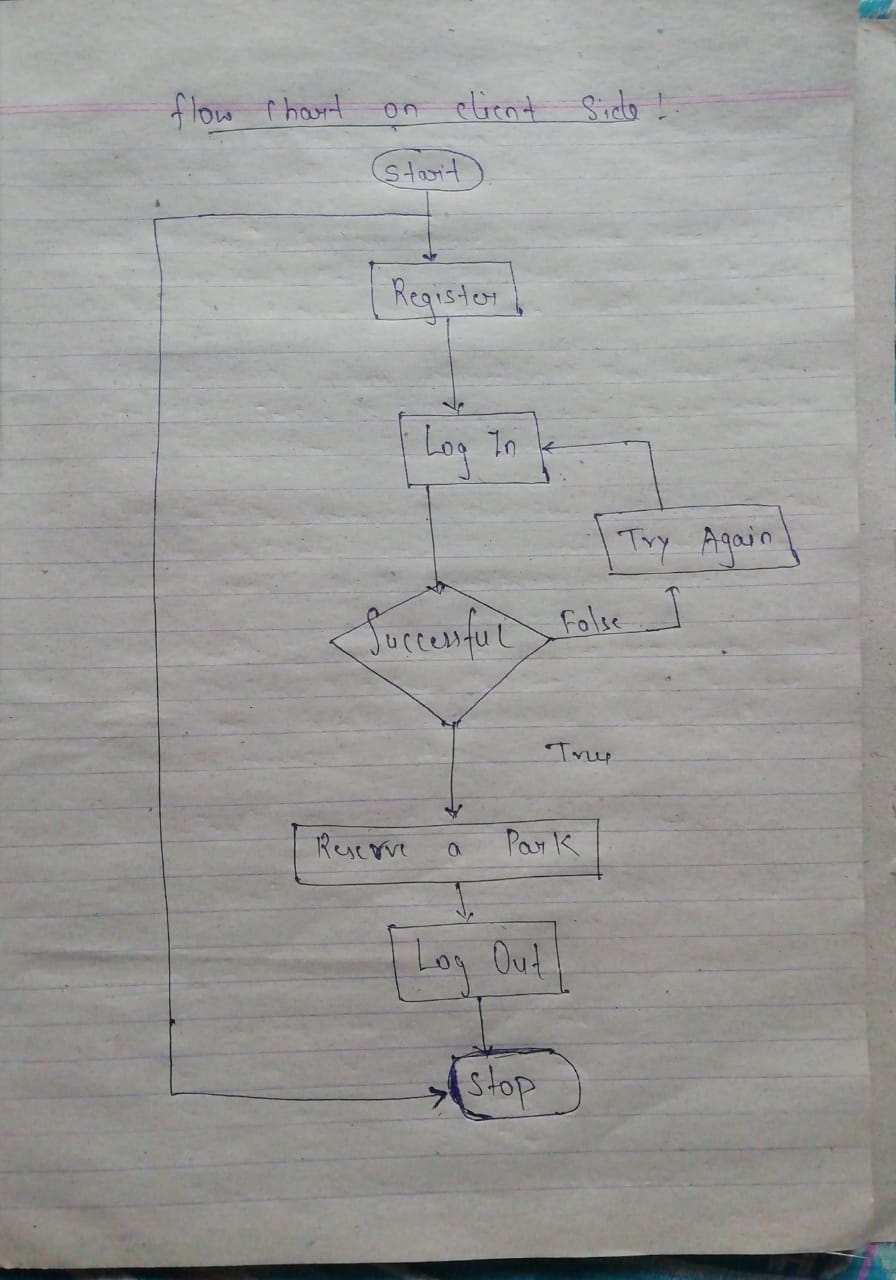 flow Chart on client Side!
Start
Register
Log In
Try Again
Successful
False
True
Reserve a Park
Log Out
Stop